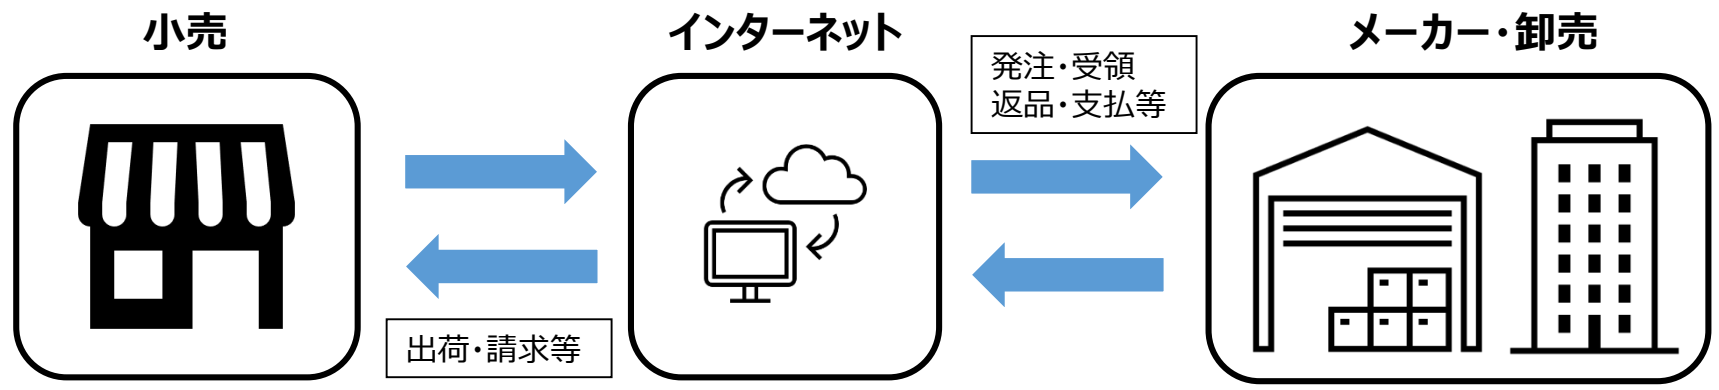 小売
インターネット
メーカー・卸売
発注・受領
返品・支払等
出荷・請求等